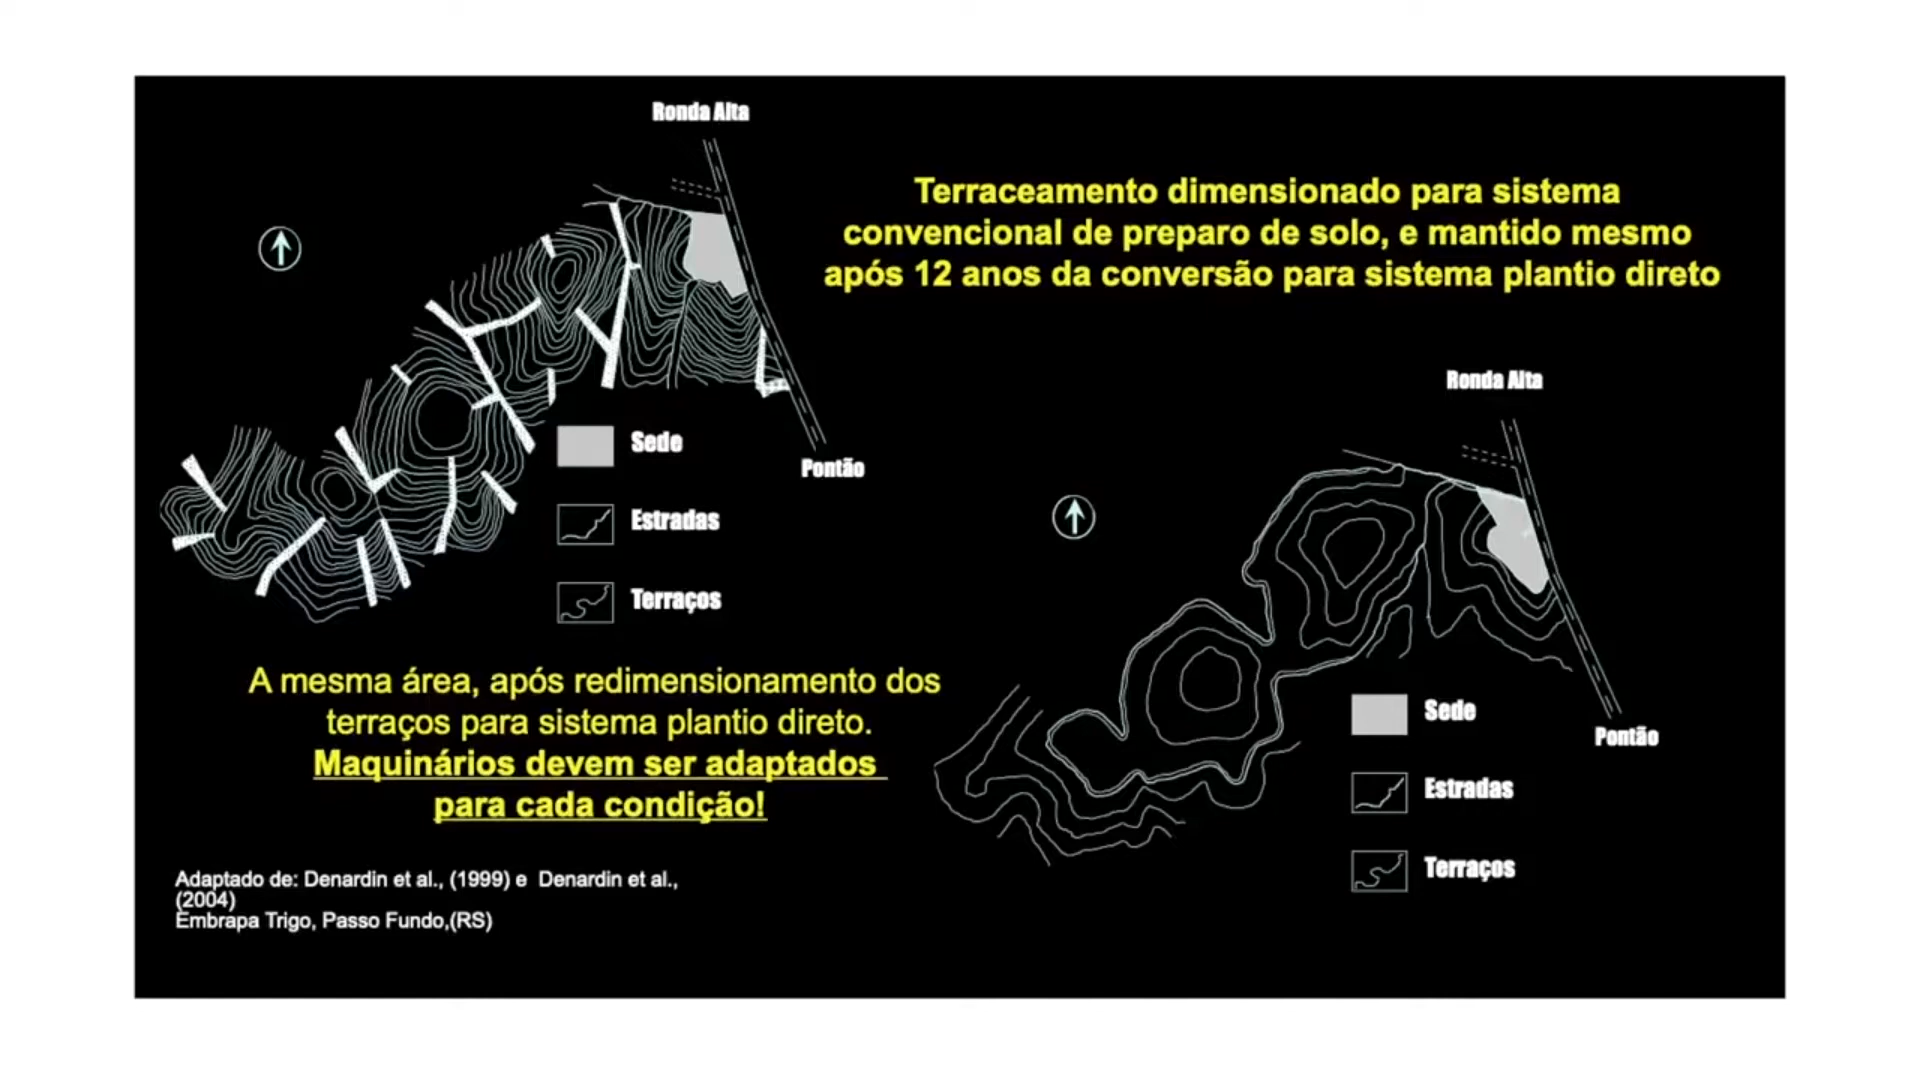 Ronda Alta
Terraceamento dimensionado para sistema
convencional de preparo de solo, e mantido mesmo
após 12 anos da conversão para sistema plantio direto
Sede
Pontão
Estradas
Terraços
Ronda Alta
A mesma área, após redimensionamento dos
terraços para sistema plantio direto.
Maquinários devem ser adaptados
para cada condição!
Sede
Pontão
Estradas
Terraços
Adaptado de: Denardin et al., (1999) e Denardin et al.,
(2004)
Embrapa Trigo, Passo Fundo,(RS)